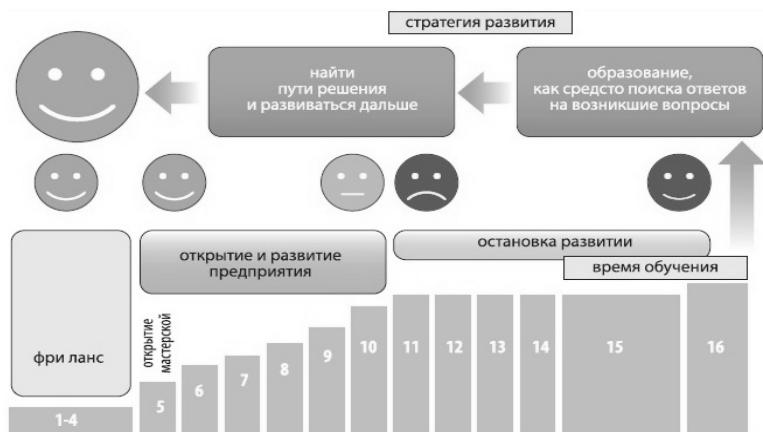 стратегия развития
найти
пути решения
и развиваться дальше
образование,
как средсто поиска ответов
на возникшие вопросы
открытие и развитие
предприятия
остановка развитии
время обучения
фри ланс
открытие
мастерской
1-4
5
6
7
8
9
10
11
12
13
14
15
16